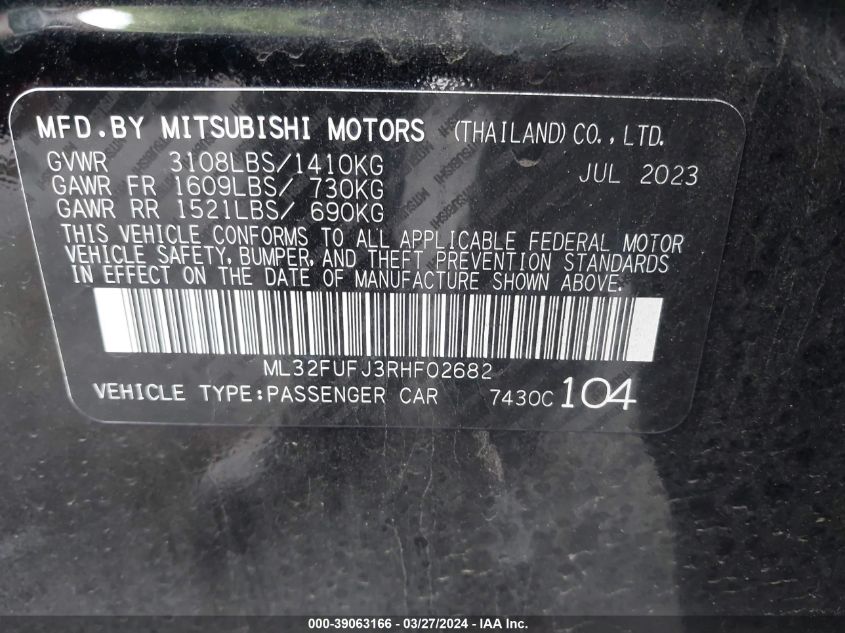 MFD.BY MITSUBISHI MOTORS (THAILAND) CO., LTD.
GVWR 3108LBS/1410KG JUL 2023
GAWR FR 1609LBS/ 730KG
GAWR RR 1521LBS/ 690KG
THIS VEHICLE CONFORMS TO ALL APPLICABLE FEDERAL MOTOR
VEHICLE SAFETY, BUMPER, AND THEFT PREVENTION STANDARDS
IN EFFECT ON THE DATE OF MANUFACTURE SHOWN ABOVE.
ML32FUFJ3RHF02682
VEHICLE TYPE:PASSENGER CAR 7430C 104
000-39063166 - 03/27/2024 - IAAI.com